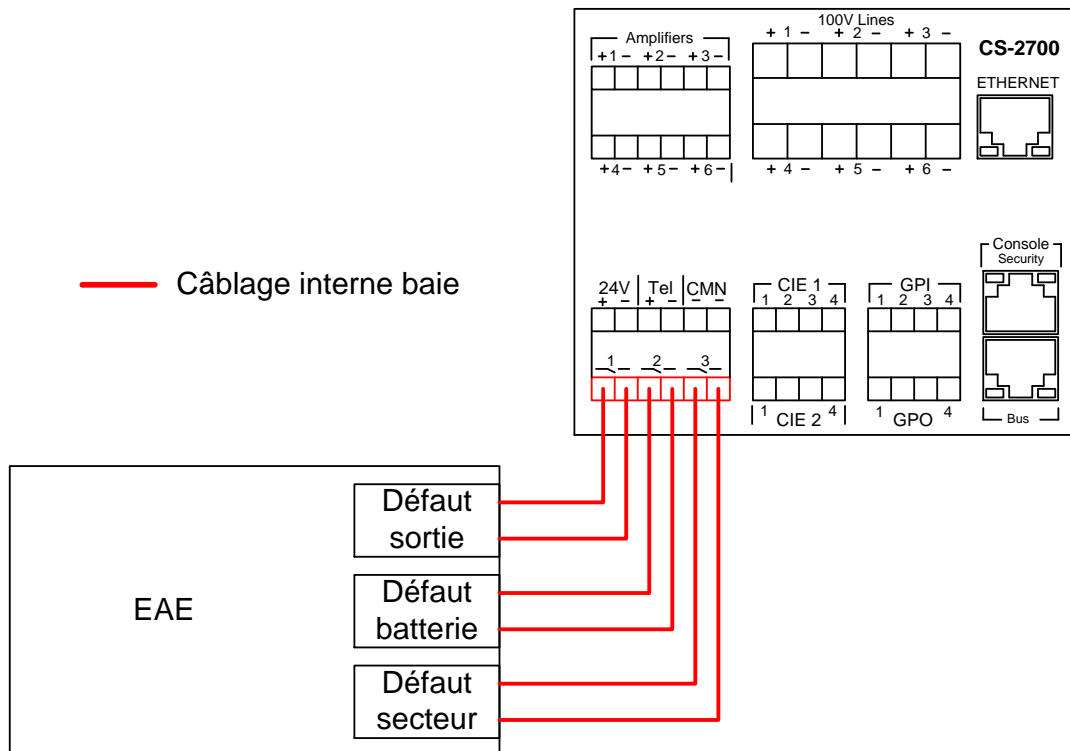 100V Lines
Amplifiers
+ 1 - + 2 - + 3 -
CS-2700
+1- +2- +3-
ETHERNET
+4- +5- +6-
+ 4 - + 5 - + 6 -
Console
Security
Câblage interne baie
24V Tel CMN
+ - + - - -
CIE 1
1 2 3 4
GPI
1 2 3 4
1 2 3
1 4
CIE 2
1 4
GPO
Bus
Défaut
sortie
EAE
Défaut
batterie
Défaut
secteur